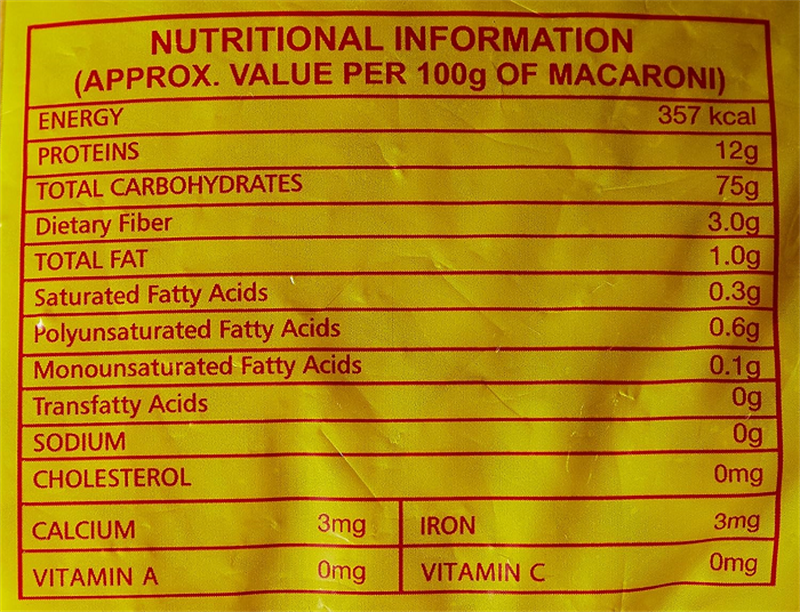 NUTRITIONAL INFORMATION
(APPROX. VALUE PER 100g OF MACARONI)
ENERGY 357 kcal
PROTEINS 12g
TOTAL CARBOHYDRATES 75g
Dietary Fiber 3.0g
TOTAL FAT 1.0g
Saturated Fatty Acids 0.3g
Polyunsaturated Fatty Acids 0.6g
Monounsaturated Fatty Acids 0.1g
Transfatty Acids 0g
SODIUM 0g
CHOLESTEROL 0mg
CALCIUM 3mg IRON 3mg
VITAMIN A 0mg VITAMIN C 0mg